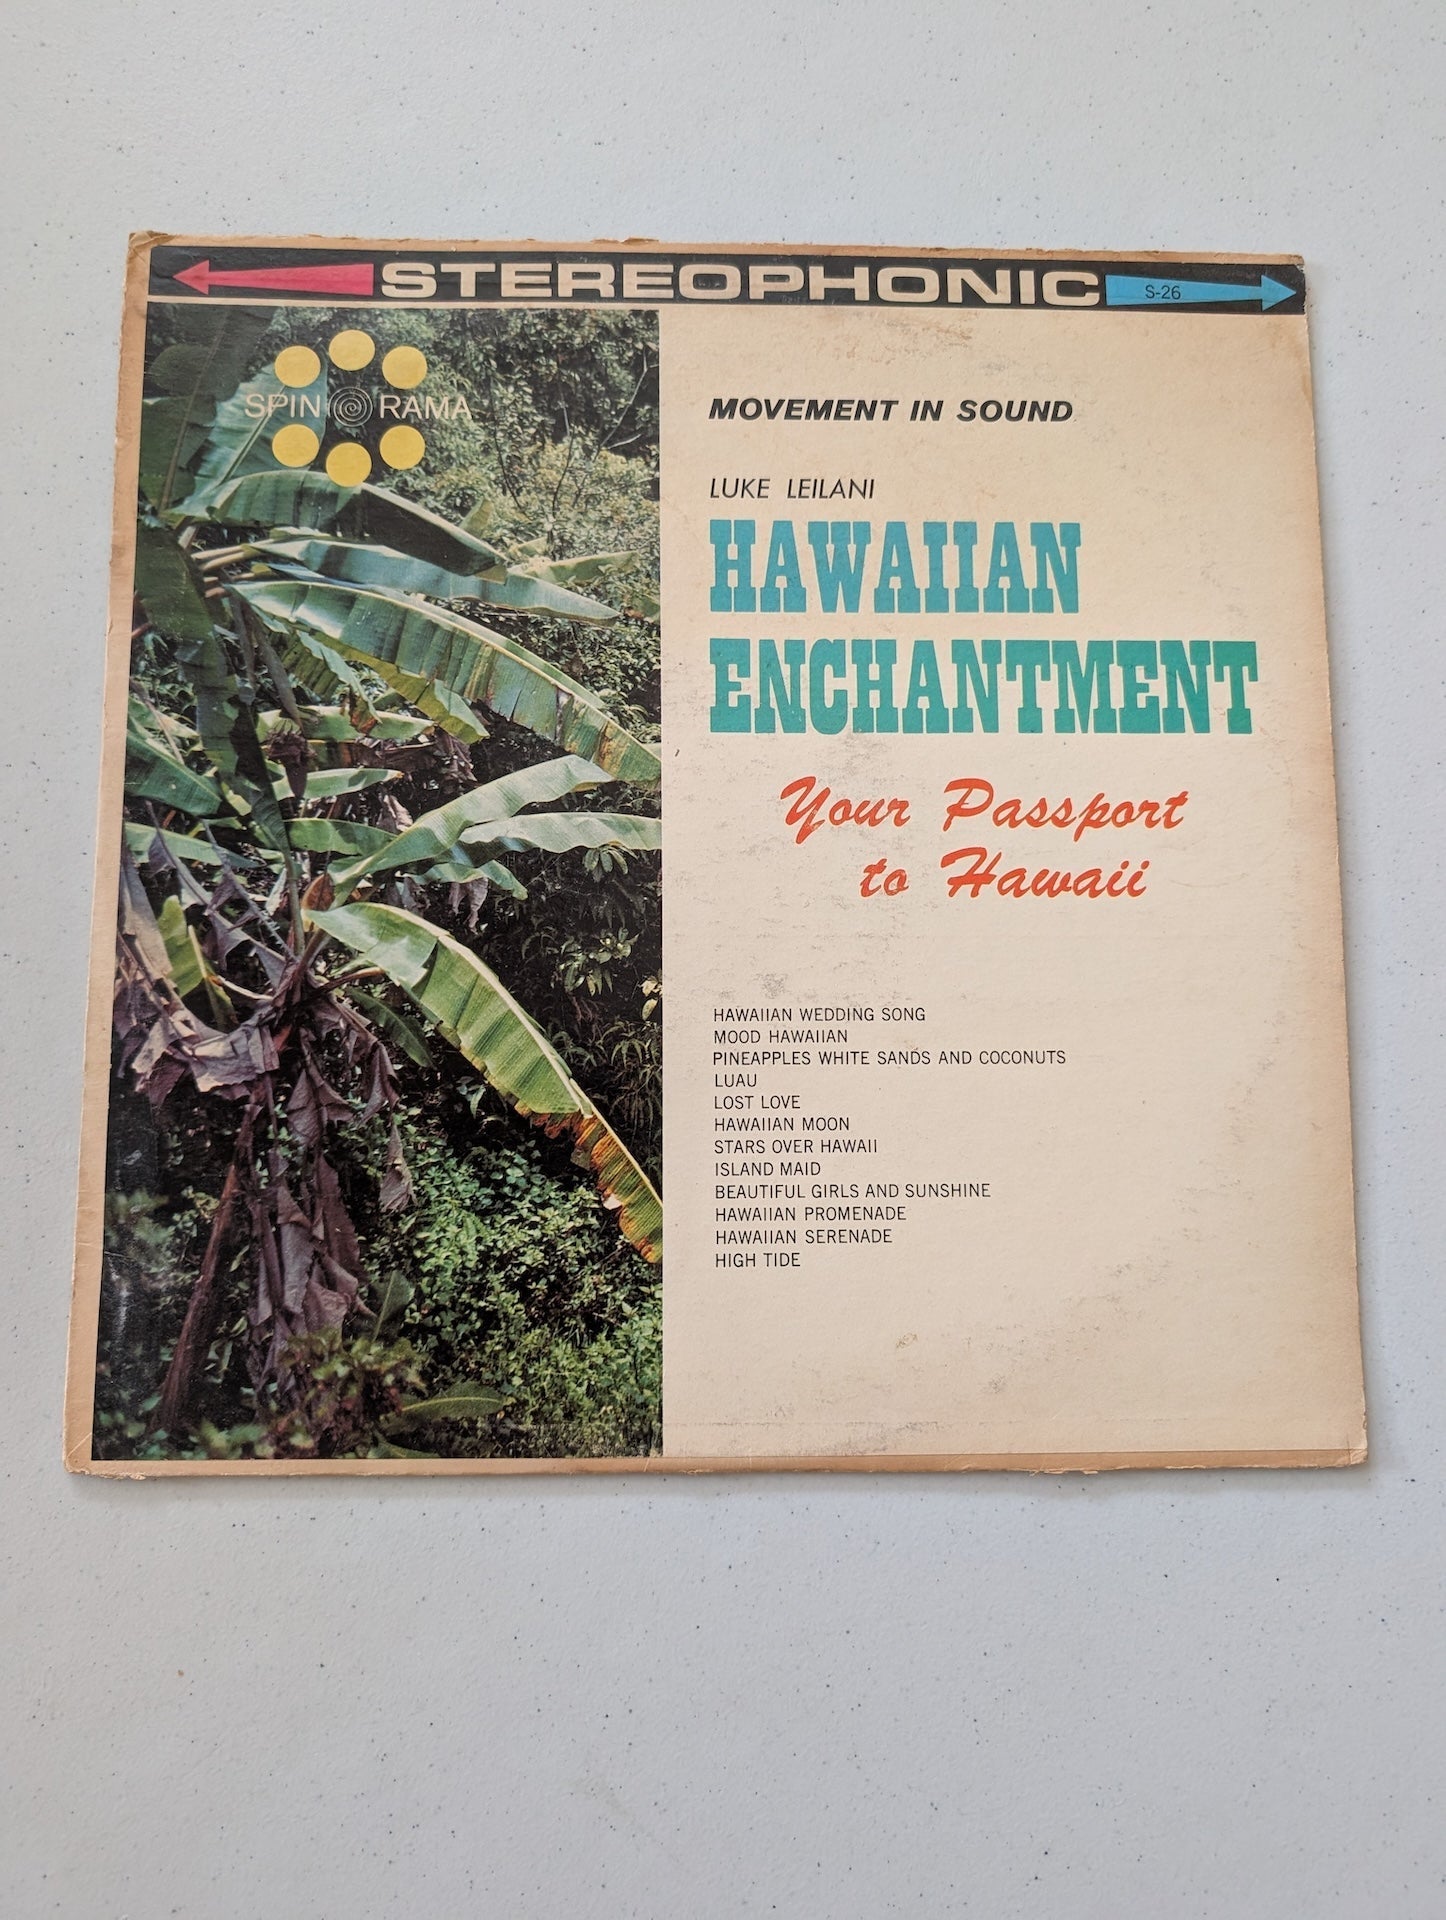 STEREOPHONIC S-26
SPIN O RAMA
MOVEMENT IN SOUND
LUKE LEILANI
HAWAIIAN
ENCHANTMENT
Your Passport
to Hawaii
HAWAIIAN WEDDING SONG
MOOD HAWAIIAN
PINEAPPLES WHITE SANDS AND COCONUTS
LUAU
LOST LOVE
HAWAIIAN MOON
STARS OVER HAWAII
ISLAND MAID
BEAUTIFUL GIRLS AND SUNSHINE
HAWAIIAN PROMENADE
HAWAIIAN SERENADE
HIGH TIDE